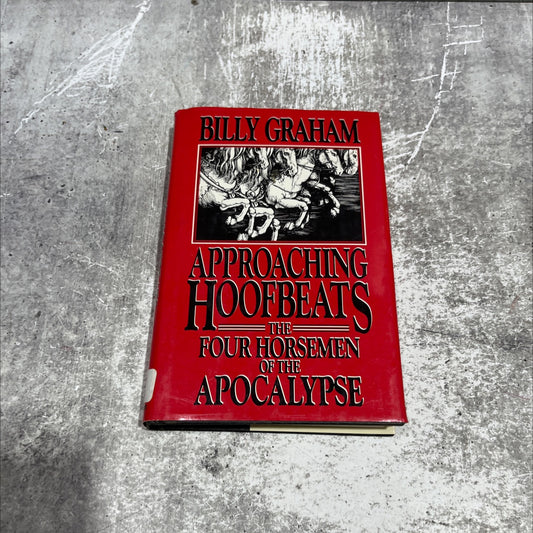 BILLY GRAHAM
APPROACHING
HOOFBEATS
THE
FOUR HORSEMEN
OF THE
APOCALYPSE